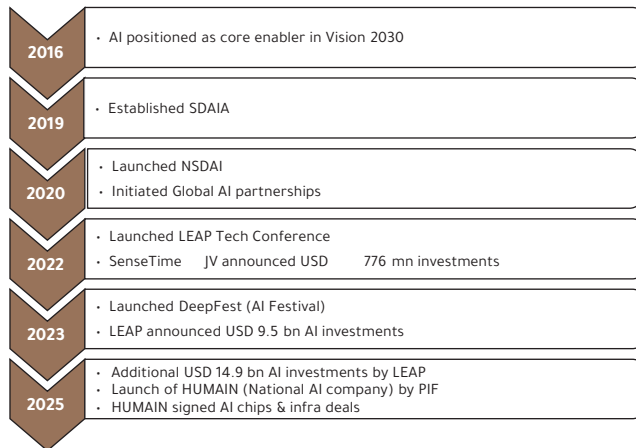 2016
• AI positioned as core enabler in Vision 2030
2019
• Established SDAIA
2020
• Launched NSDAI
• Initiated Global AI partnerships
2022
• Launched LEAP Tech Conference
• SenseTime JV announced USD 776 mn investments
2023
• Launched DeepFest (AI Festival)
• LEAP announced USD 9.5 bn AI investments
2025
• Additional USD 14.9 bn AI investments by LEAP
• Launch of HUMAIN (National AI company) by PIF
• HUMAIN signed AI chips & infra deals